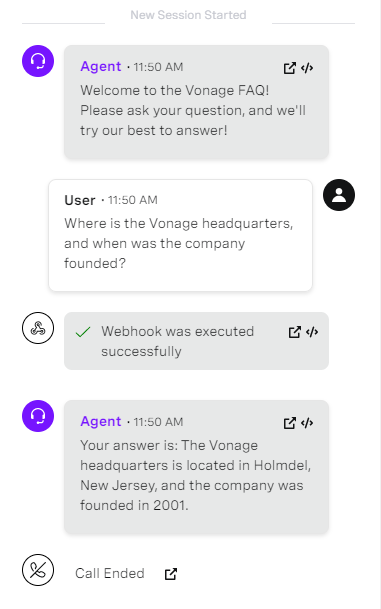 New Session Started
Agent · 11:50 AM
Welcome to the Vonage FAQ!
Please ask your question, and we'll
try our best to answer!
User · 11:50 AM
Where is the Vonage headquarters,
and when was the company
founded?
Webhook was executed
successfully
Agent · 11:50 AM
Your answer is: The Vonage
headquarters is located in Holmdel,
New Jersey, and the company was
founded in 2001.
Call Ended